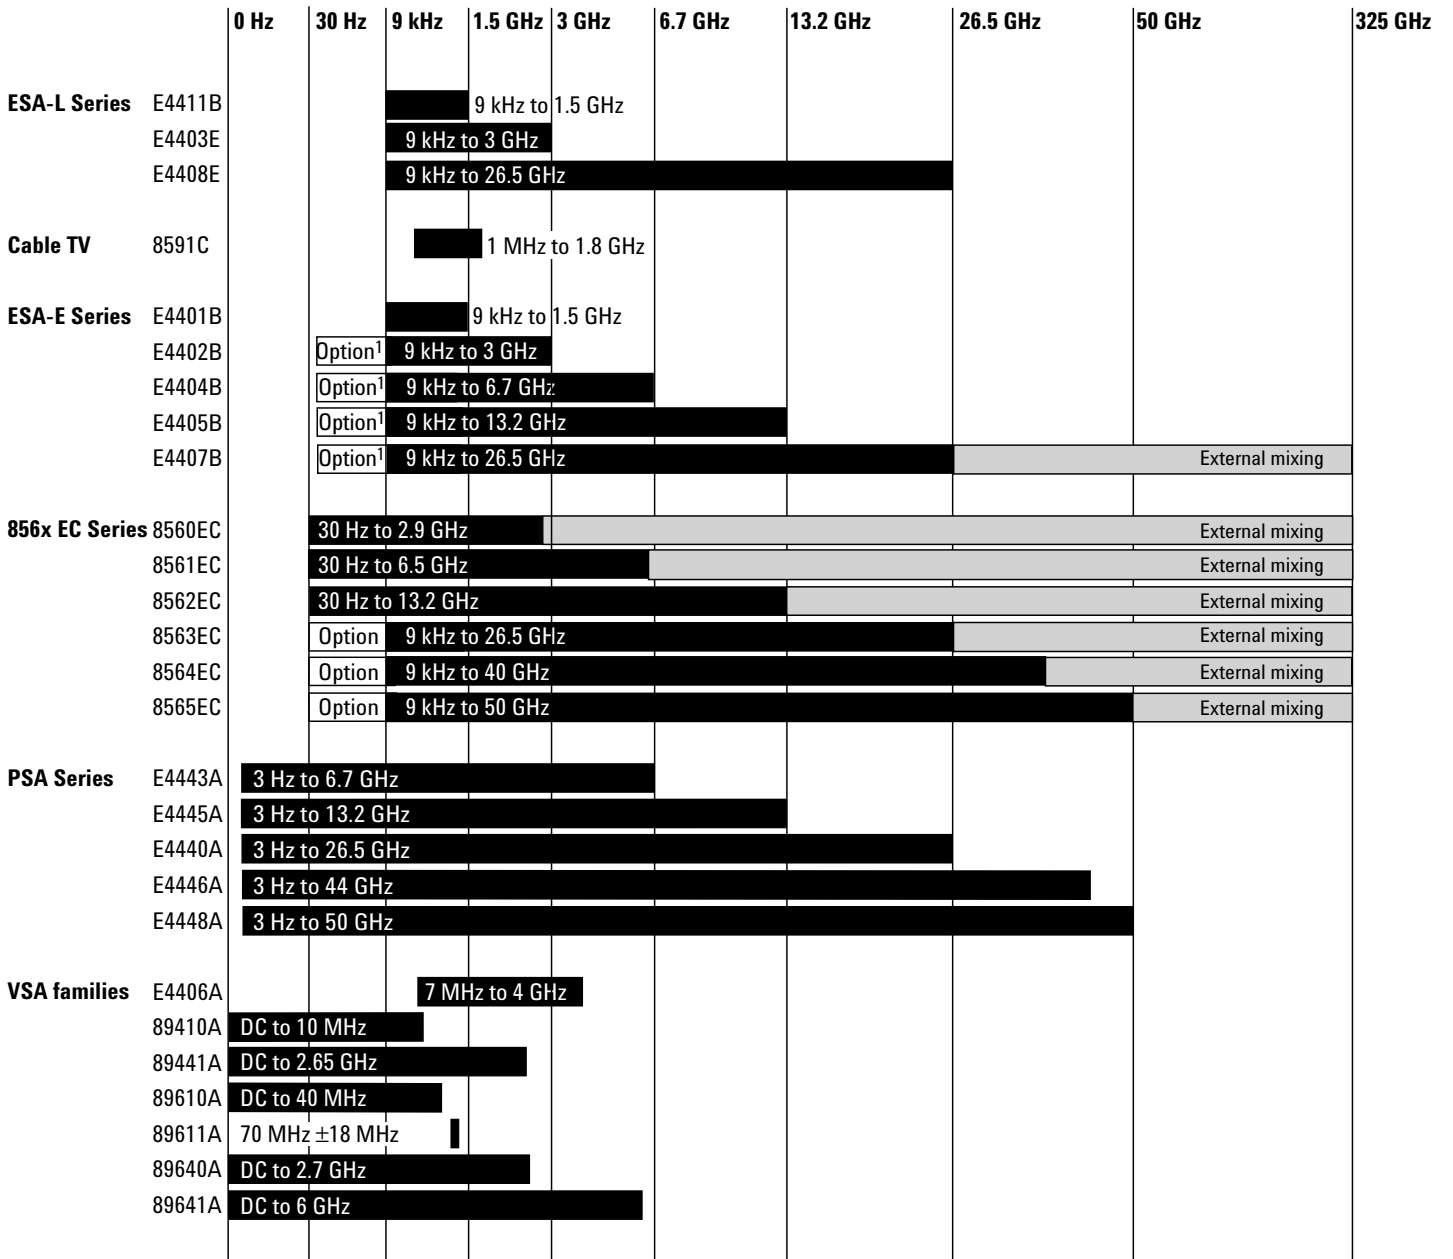 0 Hz 30 Hz 9 kHz 1.5 GHz 3 GHz 6.7 GHz 13.2 GHz 26.5 GHz 50 GHz 325 GHz
ESA-L Series E4411B 9 kHz to 1.5 GHz
E4403E 9 kHz to 3 GHz
E4408E 9 kHz to 26.5 GHz
Cable TV 8591C 1 MHz to 1.8 GHz
ESA-E Series E4401B 9 kHz to 1.5 GHz
E4402B Option¹ 9 kHz to 3 GHz
E4404B Option¹ 9 kHz to 6.7 GHz
E4405B Option¹ 9 kHz to 13.2 GHz
E4407B Option¹ 9 kHz to 26.5 GHz External mixing
856x EC Series 8560EC 30 Hz to 2.9 GHz External mixing
8561EC 30 Hz to 6.5 GHz External mixing
8562EC 30 Hz to 13.2 GHz External mixing
8563EC Option 9 kHz to 26.5 GHz External mixing
8564EC Option 9 kHz to 40 GHz External mixing
8565EC Option 9 kHz to 50 GHz External mixing
PSA Series E4443A 3 Hz to 6.7 GHz
E4445A 3 Hz to 13.2 GHz
E4440A 3 Hz to 26.5 GHz
E4446A 3 Hz to 44 GHz
E4448A 3 Hz to 50 GHz
VSA families E4406A 7 MHz to 4 GHz
89410A DC to 10 MHz
89441A DC to 2.65 GHz
89610A DC to 40 MHz
89611A 70 MHz ±18 MHz
89640A DC to 2.7 GHz
89641A DC to 6 GHz